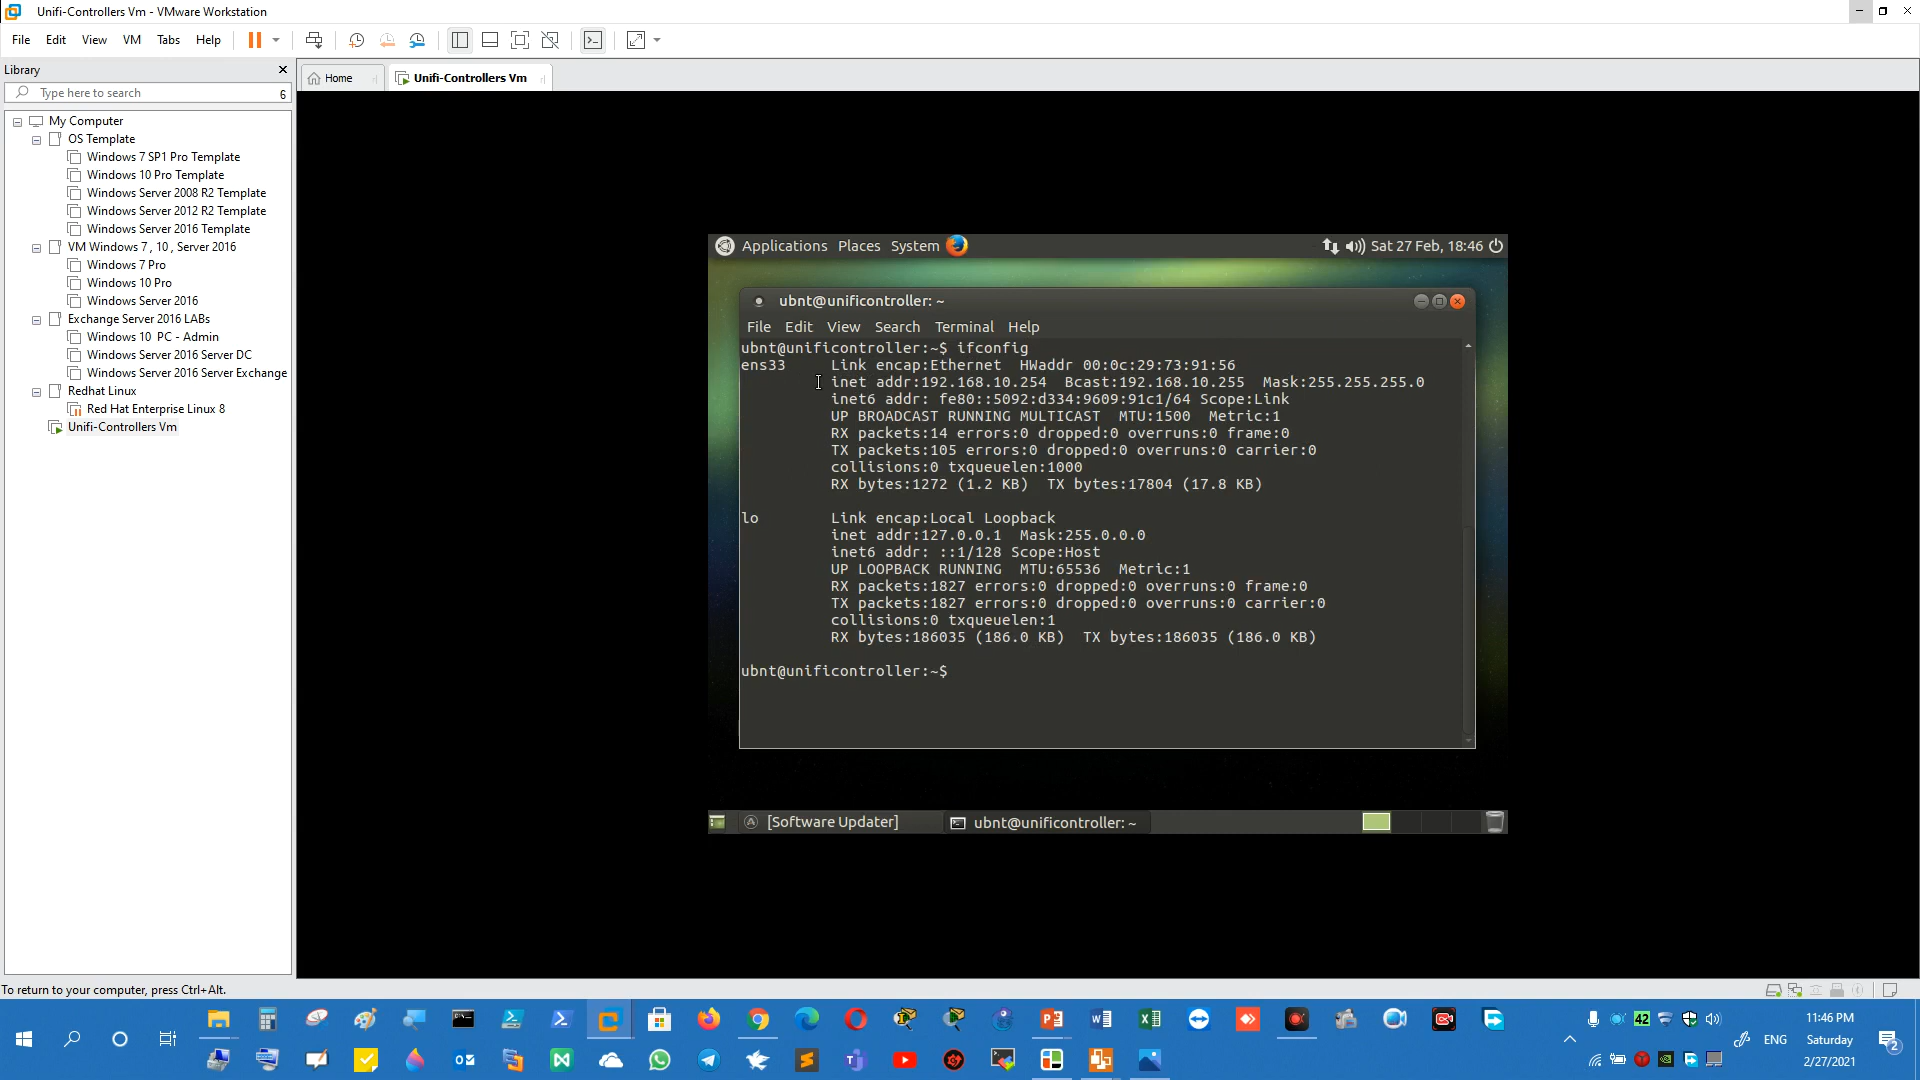 Unifi-Controllers Vm - VMware Workstation
File Edit View VM Tabs Help
Library
Type here to search
6
My Computer
OS Template
Windows 7 SP1 Pro Template
Windows 10 Pro Template
Windows Server 2008 R2 Template
Windows Server 2012 R2 Template
Windows Server 2016 Template
VM Windows 7 , 10 , Server 2016
Windows 7 Pro
Windows 10 Pro
Windows Server 2016
Exchange Server 2016 LABs
Windows 10 PC - Admin
Windows Server 2016 Server DC
Windows Server 2016 Server Exchange
Redhat Linux
Red Hat Enterprise Linux 8
Unifi-Controllers Vm
Home
Unifi-Controllers Vm
Applications Places System
Sat 27 Feb, 18:46
ubnt@unificontroller: ~
File Edit View Search Terminal Help
ubnt@unificontroller:~$ ifconfig
ens33 Link encap:Ethernet HWaddr 00:0c:29:73:91:56
inet addr:192.168.10.254 Bcast:192.168.10.255 Mask:255.255.255.0
inet6 addr: fe80::5092:d334:9609:91c1/64 Scope:Link
UP BROADCAST RUNNING MULTICAST MTU:1500 Metric:1
RX packets:14 errors:0 dropped:0 overruns:0 frame:0
TX packets:105 errors:0 dropped:0 overruns:0 carrier:0
collisions:0 txqueuelen:1000
RX bytes:1272 (1.2 KB) TX bytes:17804 (17.8 KB)
lo Link encap:Local Loopback
inet addr:127.0.0.1 Mask:255.0.0.0
inet6 addr: ::1/128 Scope:Host
UP LOOPBACK RUNNING MTU:65536 Metric:1
RX packets:1827 errors:0 dropped:0 overruns:0 frame:0
TX packets:1827 errors:0 dropped:0 overruns:0 carrier:0
collisions:0 txqueuelen:1
RX bytes:186035 (186.0 KB) TX bytes:186035 (186.0 KB)
ubnt@unificontroller:~$
[Software Updater]
ubnt@unificontroller: ~
To return to your computer, press Ctrl+Alt.
42
ENG
11:46 PM
Saturday
2/27/2021
2